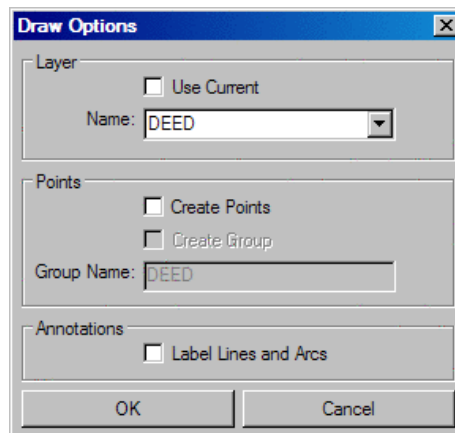 Draw Options
Layer
Use Current
Name: DEED
Points
Create Points
Create Group
Group Name: DEED
Annotations
Label Lines and Arcs
OK Cancel